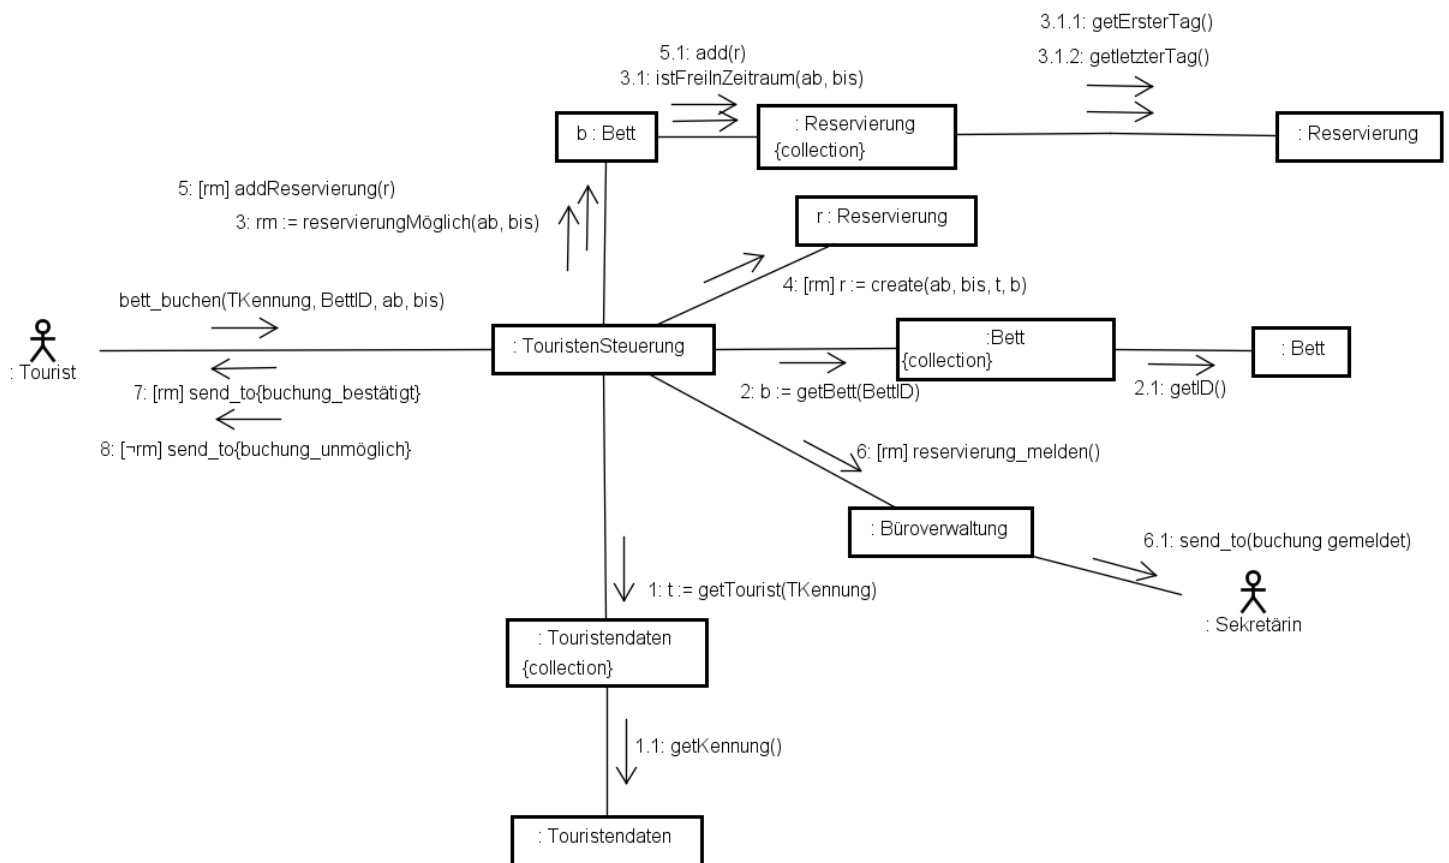 3.1.1: getErsterTag()
5.1: add(r)
3.1.2: getletzterTag()
3.1: istFreiInZeitraum(ab, bis)
b : Bett
: Reservierung
{collection}
: Reservierung
5: [rm] addReservierung(r)
3: rm := reservierungMöglich(ab, bis)
r : Reservierung
4: [rm] r := create(ab, bis, t, b)
bett_buchen(TKennung, BettID, ab, bis)
: TouristenSteuerung
:Bett
{collection}
: Bett
: Tourist
7: [rm] send_to{buchung_bestätigt}
2: b := getBett(BettID)
2.1: getID()
8: [¬rm] send_to{buchung_unmöglich}
6: [rm] reservierung_melden()
: Büroverwaltung
6.1: send_to(buchung gemeldet)
1: t := getTourist(TKennung)
: Sekretärin
: Touristendaten
{collection}
1.1: getKennung()
: Touristendaten